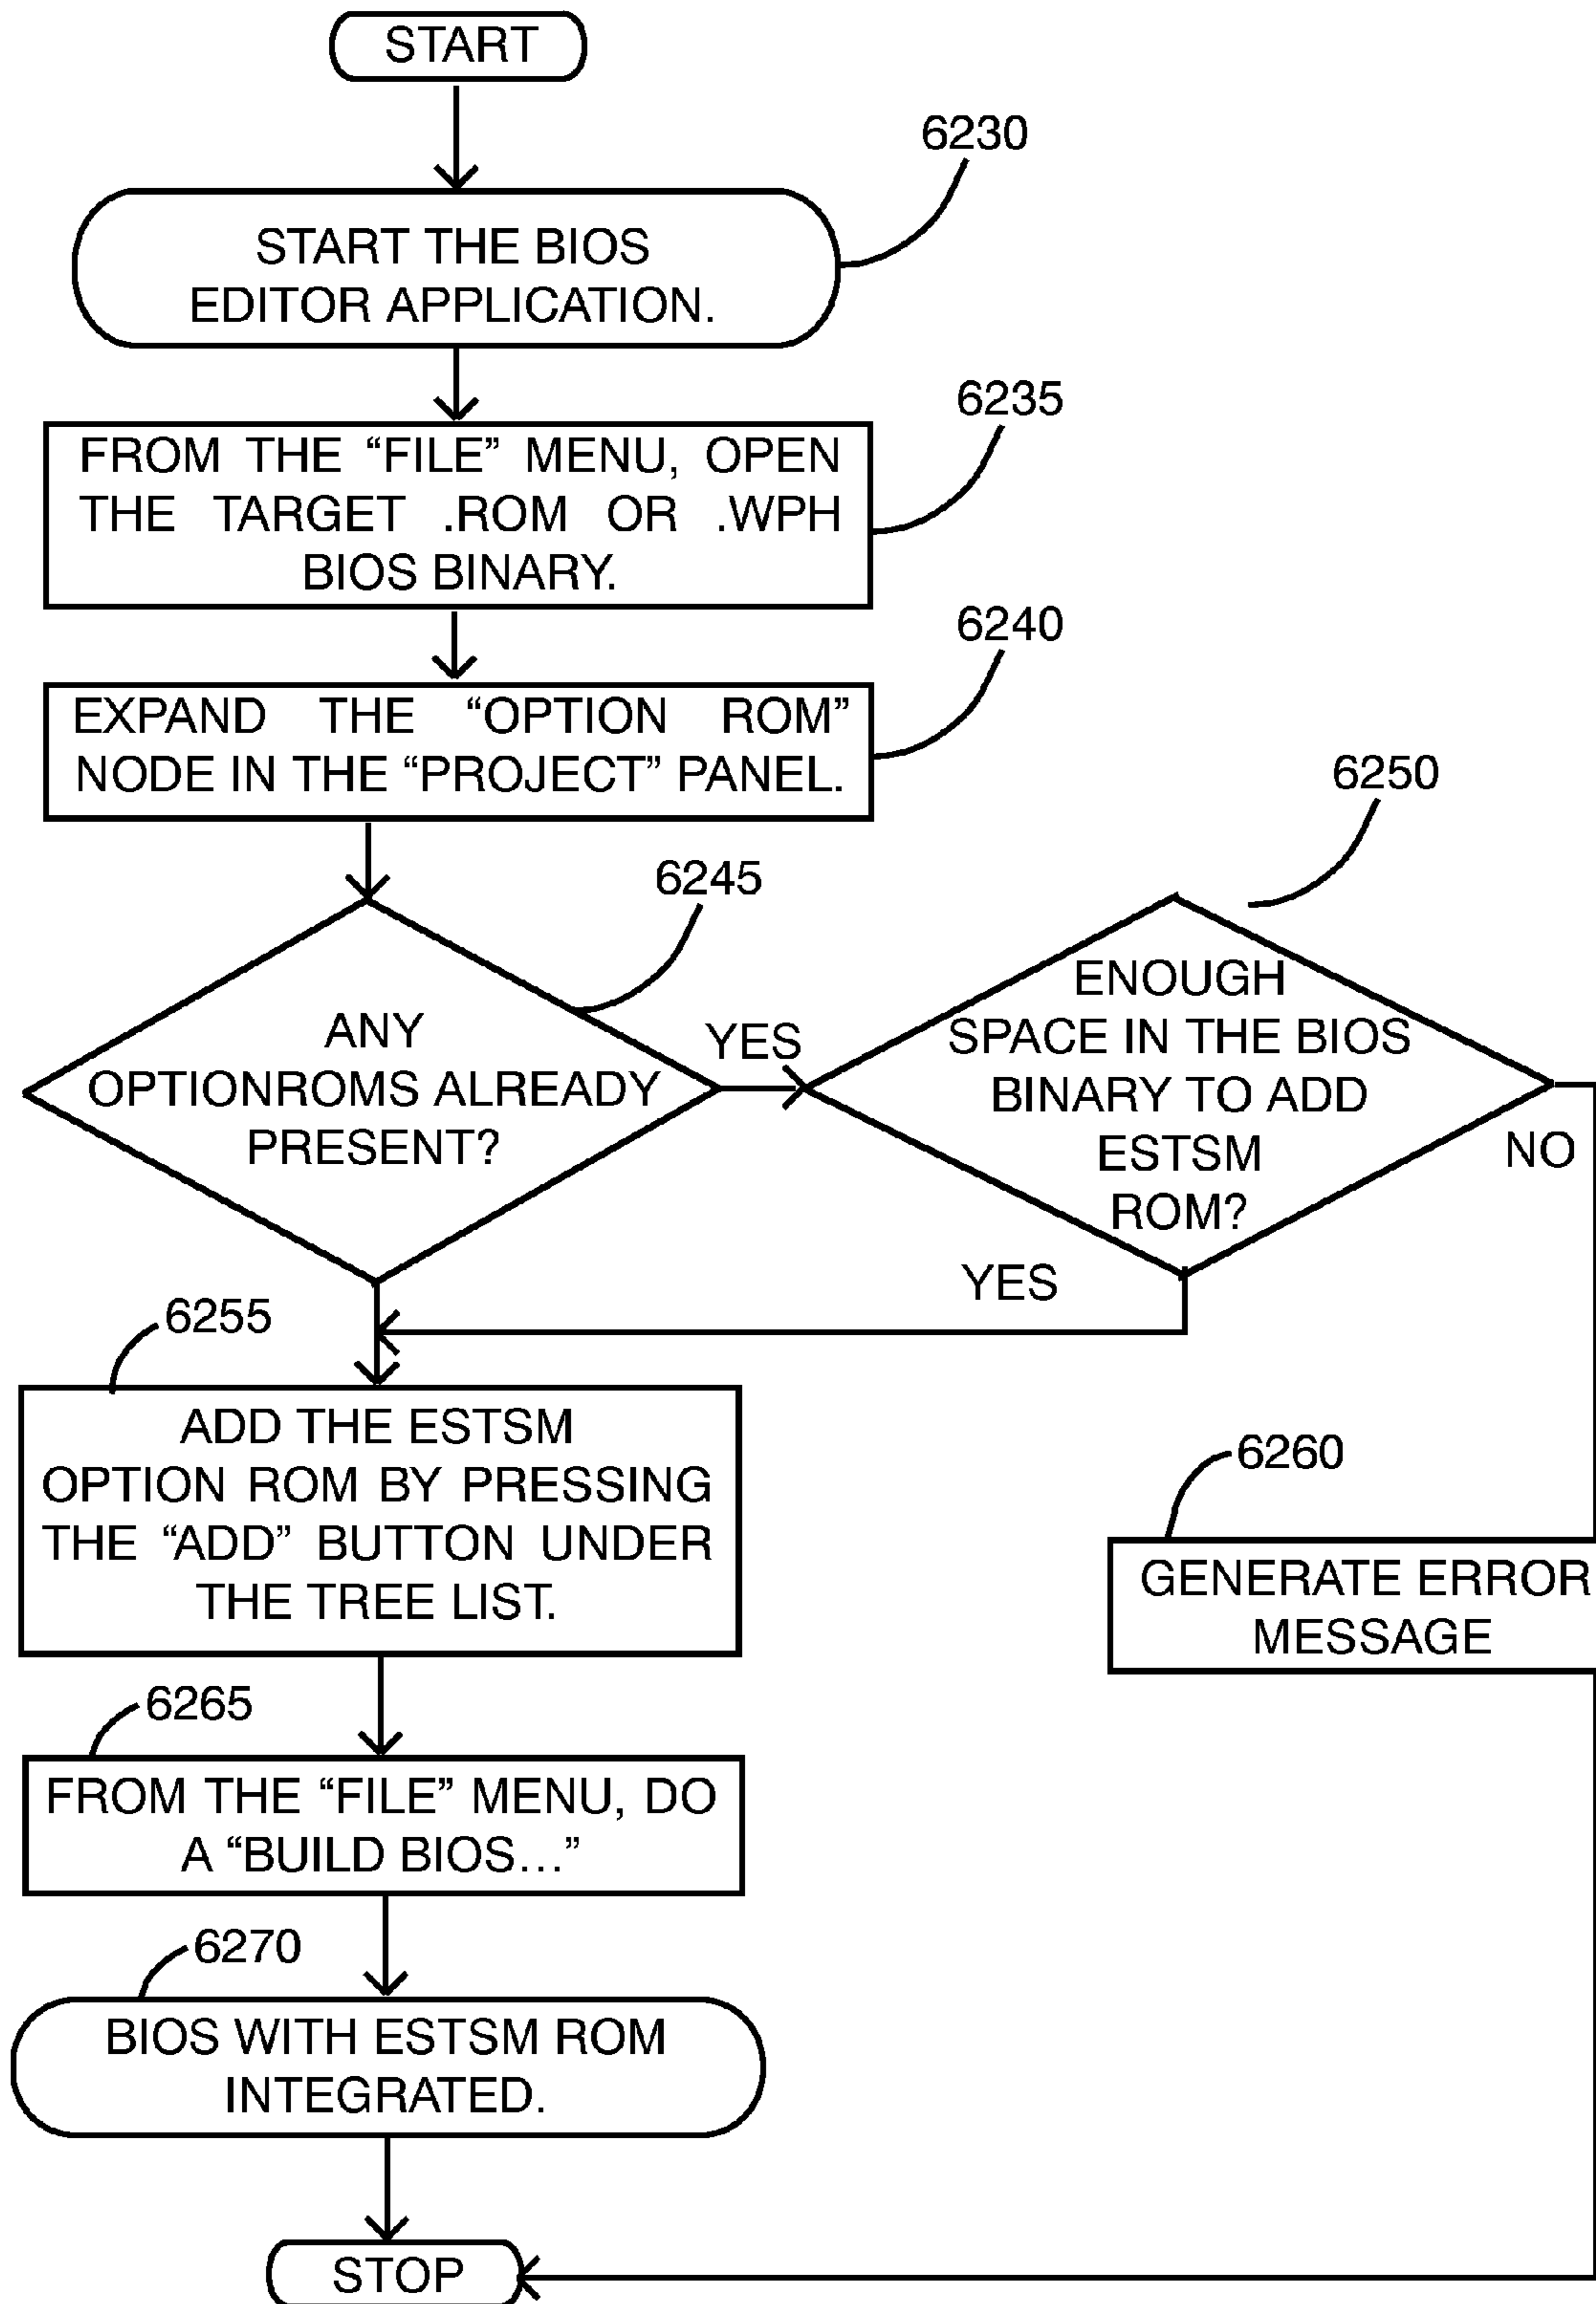 START
6230
START THE BIOS
EDITOR APPLICATION.
6235
FROM THE “FILE” MENU, OPEN
THE TARGET .ROM OR .WPH
BIOS BINARY.
6240
EXPAND THE “OPTION ROM”
NODE IN THE “PROJECT” PANEL.
6245
ANY
OPTIONROMS ALREADY
PRESENT?
YES
6250
ENOUGH
SPACE IN THE BIOS
BINARY TO ADD
ESTSM
ROM?
NO
YES
6255
ADD THE ESTSM
OPTION ROM BY PRESSING
THE “ADD” BUTTON UNDER
THE TREE LIST.
6260
GENERATE ERROR
MESSAGE
6265
FROM THE “FILE” MENU, DO
A “BUILD BIOS…”
6270
BIOS WITH ESTSM ROM
INTEGRATED.
STOP